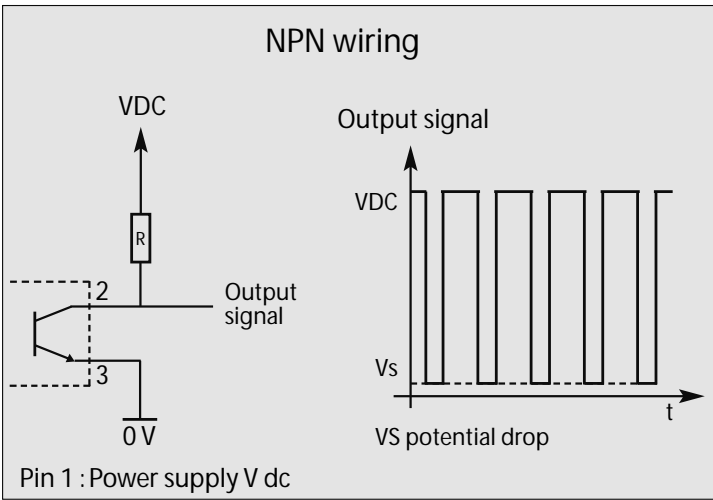 NPN wiring
VDC
R
2
Output
signal
3
0 V
Pin 1 : Power supply V dc
Output signal
VDC
Vs
t
VS potential drop